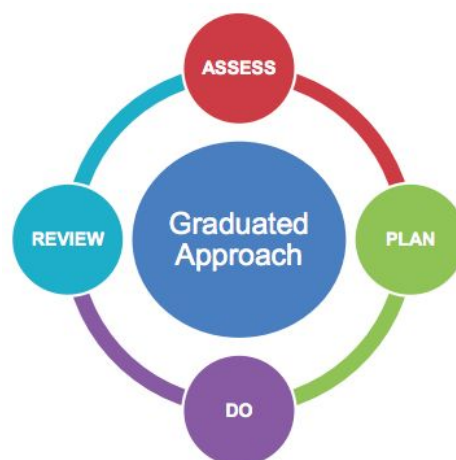 ASSESS
REVIEW
Graduated
Approach
PLAN
DO